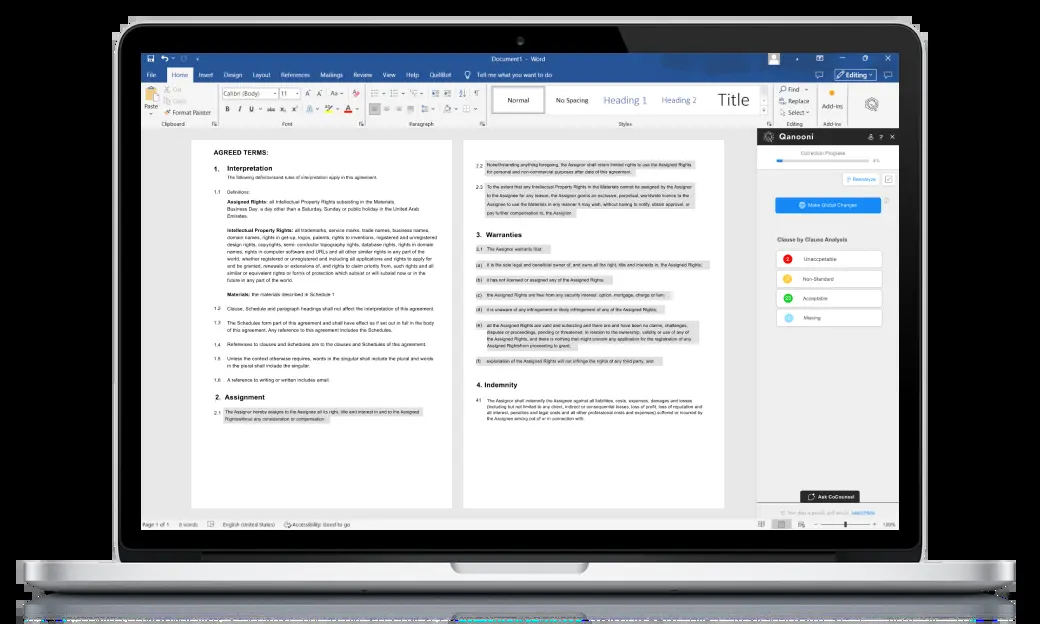 Document1 - Word
File Home Insert Design Layout References Mailings Review View Help QuillBot Tell me what you want to do
Editing
Paste
Cut
Copy
Format Painter
Calibri (Body) 11
Normal
No Spacing
Heading 1
Heading 2
Title
Find
Replace
Select
Add-ins
Clipboard Font Paragraph Styles Editing Add-ins
AGREED TERMS:
1. Interpretation
The following definitionsand rules of interpretation apply in this agreement.
1.1 Definitions:
Assigned Rights: all Intellectual Property Rights subsisting in the Materials.
Business Day: a day other than a Saturday, Sunday or public holiday in the United Arab
Emirates.
Intellectual Property Rights: all trademarks, service marks, trade names, business names,
domain names, rights in get-up, logos, patents, rights to inventions, registered and unregistered
design rights, copyrights, semi- conductor topography rights, database rights, rights in domain
names, rights in computer software and URLs and all other similar rights in any part of the
world, whether registered or unregistered and including all applications and rights to apply for
and be granted, renewals or extensions of, and rights to claim priority from, such rights and all
similar or equivalent rights or forms of protection which subsist or will subsist now or in the
future in any part of the world.
Materials: the materials described in Schedule 1
1.2 Clause, Schedule and paragraph headings shall not affect the interpretation of this agreement.
1.3 The Schedules form part of this agreement and shall have effect as if set out in full in the body
of this agreement. Any reference to this agreement includes the Schedules.
1.4 References to clauses and Schedules are to the clauses and Schedules of this agreement.
1.5 Unless the context otherwise requires, words in the singular shall include the plural and words
in the plural shall include the singular.
1.6 A reference to writing or written includes email.
2. Assignment
2.1 The Assignor hereby assigns to the Assignee all its right, title and interest in and to the Assigned
Rightswithout any consideration or compensation
2.2 Notwithstanding anything foregoing, the Assignor shall retain limited rights to use the Assigned Rights
for personal and non-commercial purposes after date of this agreement.
2.3 To the extent that any Intellectual Property Rights in the Materials cannot be assigned by the Assignor
to the Assignee for any reason, the Assignor grants an exclusive, perpetual, worldwide licence to the
Assignee to use the Materials in any manner it may wish, without having to notify, obtain approval, or
pay further compensation to, the Assignor.
3. Warranties
3.1 The Assignor warrants that:
(a) it is the sole legal and beneficial owner of, and owns all the right, title and interests in, the Assigned Rights;
(b) it has not licensed or assigned any of the Assigned Rights;
(c) the Assigned Rights are free from any security interest, option, mortgage, charge or lien;
(d) it is unaware of any infringement or likely infringement of any of the Assigned Rights;
(e) all the Assigned Rights are valid and subsisting and there are and have been no claims, challenges,
disputes or proceedings, pending or threatened, in relation to the ownership, validity or use of any of
the Assigned Rights, and there is nothing that might prevent any application for the registration of any
Assigned Rightsfrom proceeding to grant;
(f) exploitation of the Assigned Rights will not infringe the rights of any third party; and
4. Indemnity
4.1 The Assignor shall indemnify the Assignee against all liabilities, costs, expenses, damages and losses
(including but not limited to any direct, indirect or consequential losses, loss of profit, loss of reputation and
all interest, penalties and legal costs and all other professional costs and expenses) suffered or incurred by
the Assignee arising out of or in connection with:
Qanooni
Correction Progress
Reanalyze
Make Global Changes
Clause by Clause Analysis
2 Unacceptable
Non-Standard
Acceptable
Missing
Ask CoCounsel
Page 1 of 1 0 words English (United States) Accessibility: Good to go